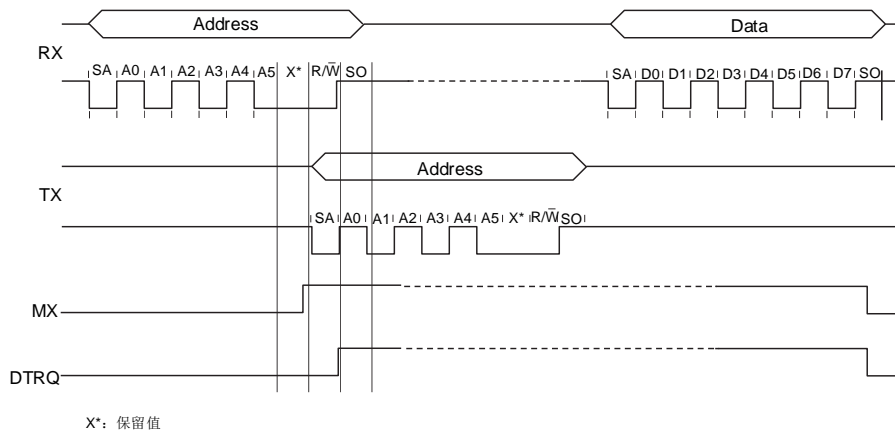 Address
Data
RX
SA A0 A1 A2 A3 A4 A5 X* R/W̅ SO
SA D0 D1 D2 D3 D4 D5 D6 D7 SO
Address
TX
SA A0 A1 A2 A3 A4 A5 X* R/W̅ SO
MX
DTRQ
X*：保留值